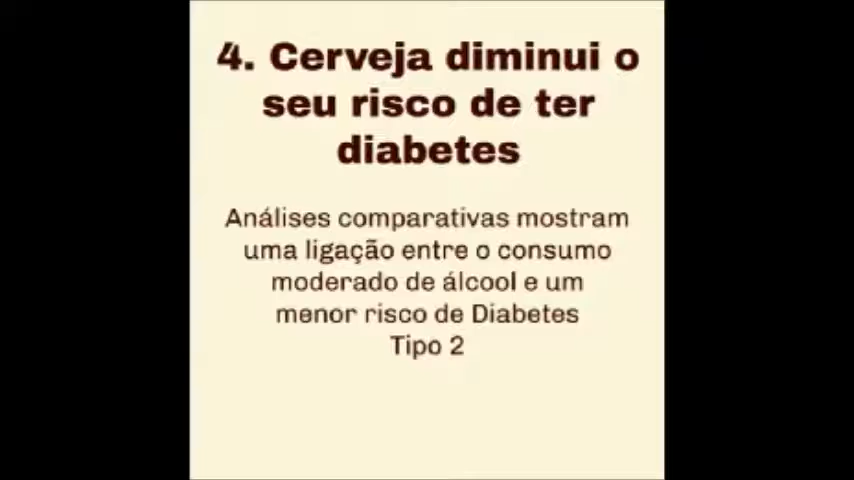 4. Cerveja diminui o
seu risco de ter
diabetes
Análises comparativas mostram
uma ligação entre o consumo
moderado de álcool e um
menor risco de Diabetes
Tipo 2